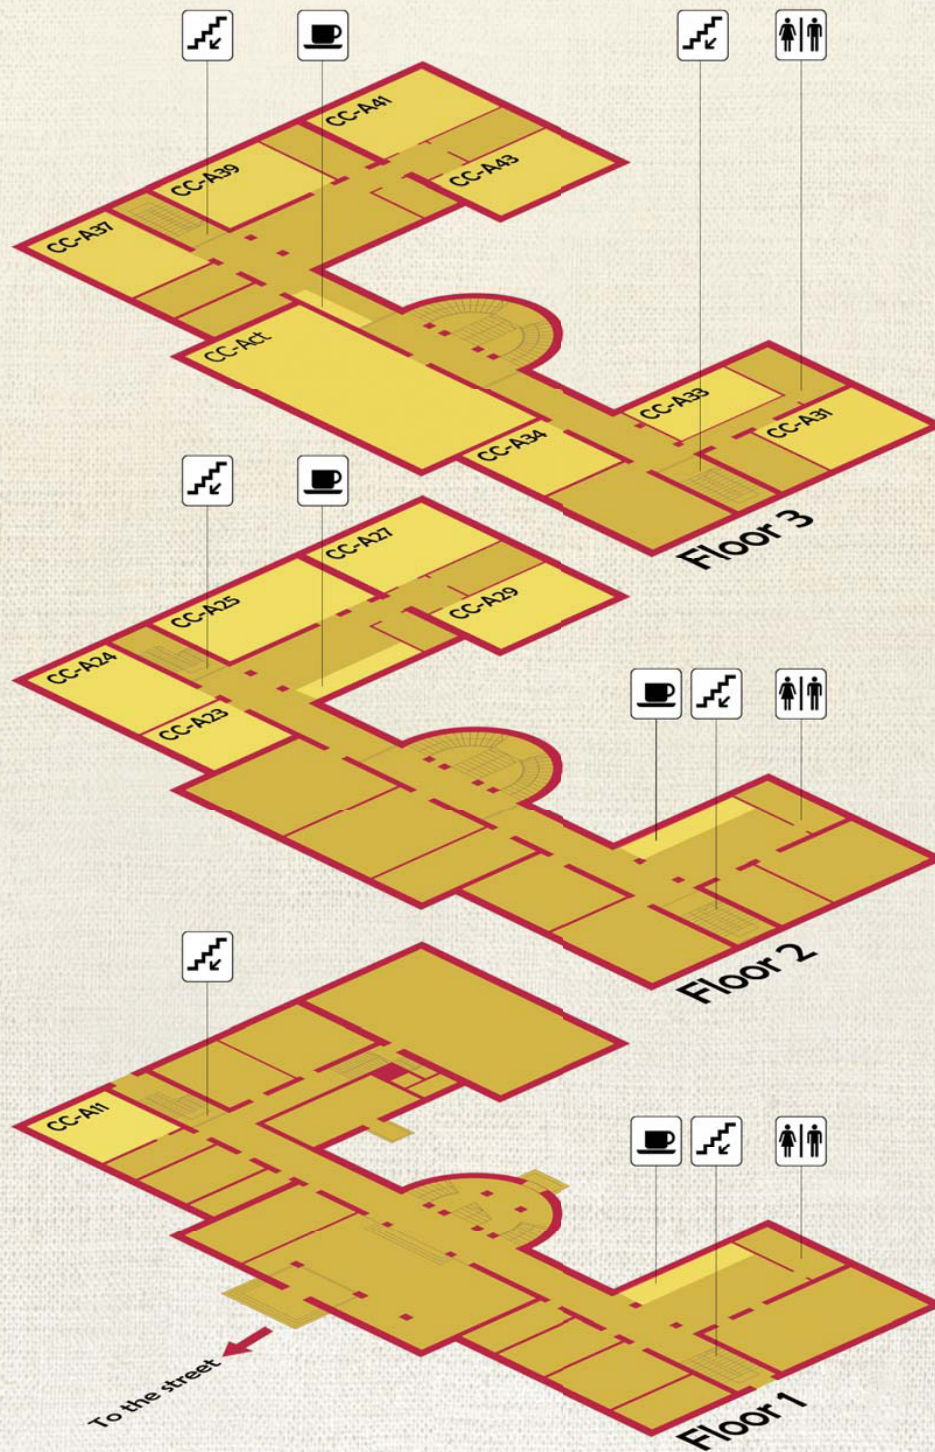 CC-A41
CC-A39
CC-A43
CC-A37
CC-Act
CC-A33
CC-A31
CC-A34
Floor 3
CC-A27
CC-A25
CC-A29
CC-A24
CC-A23
Floor 2
CC-A11
To the street
Floor 1